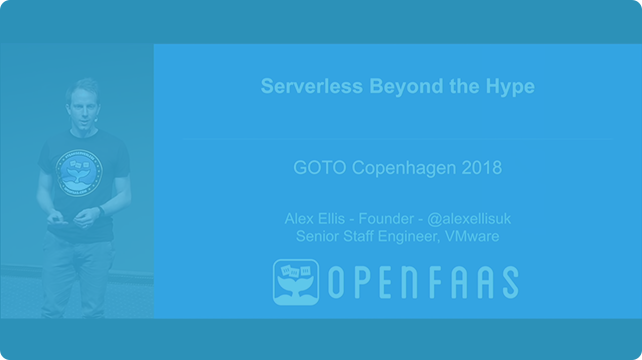 Serverless Beyond the Hype
GOTO Copenhagen 2018
Alex Ellis - Founder - @alexellisuk
Senior Staff Engineer, VMware
OPENFAAS